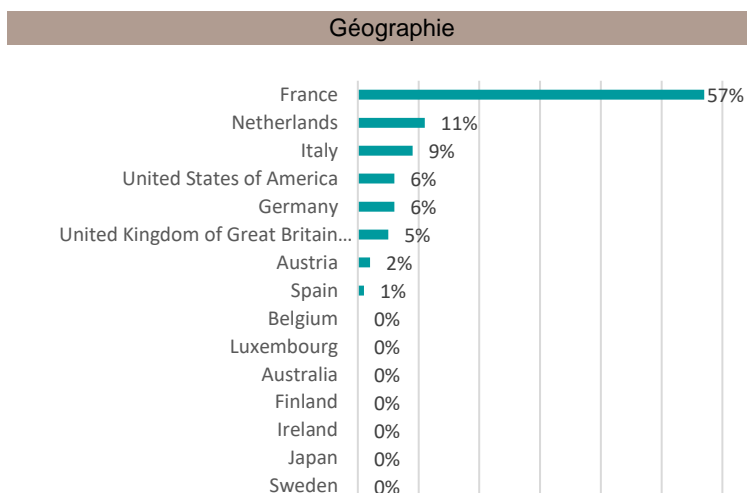 Géographie
France 57%
Netherlands 11%
Italy 9%
United States of America 6%
Germany 6%
United Kingdom of Great Britain... 5%
Austria 2%
Spain 1%
Belgium 0%
Luxembourg 0%
Australia 0%
Finland 0%
Ireland 0%
Japan 0%
Sweden 0%